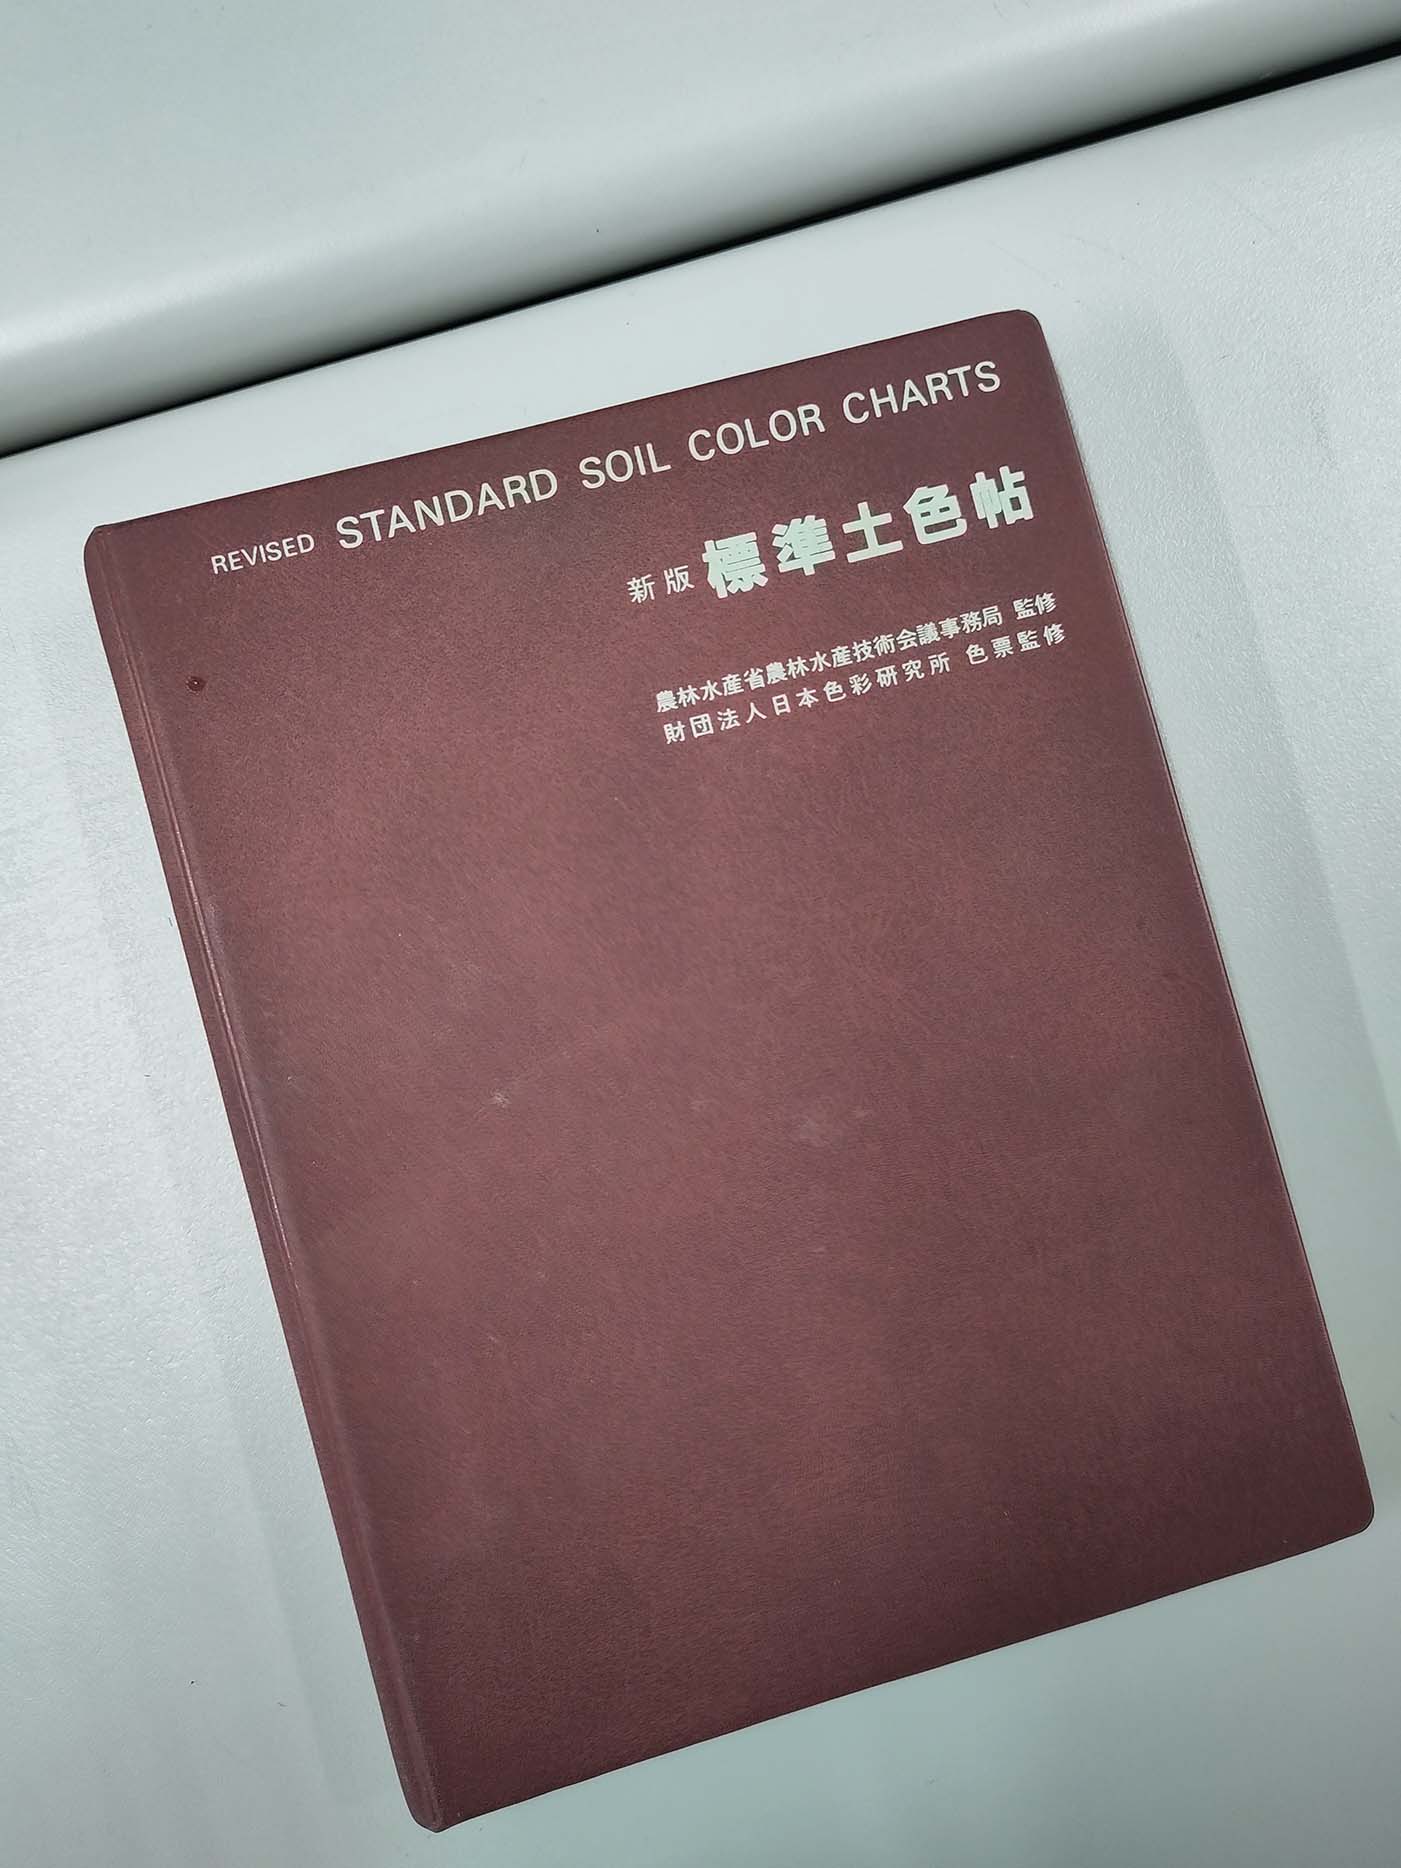 REVISED STANDARD SOIL COLOR CHARTS
新版 標準土色帖
農林水産省農林水産技術会議事務局 監修
財団法人日本色彩研究所 色票監修